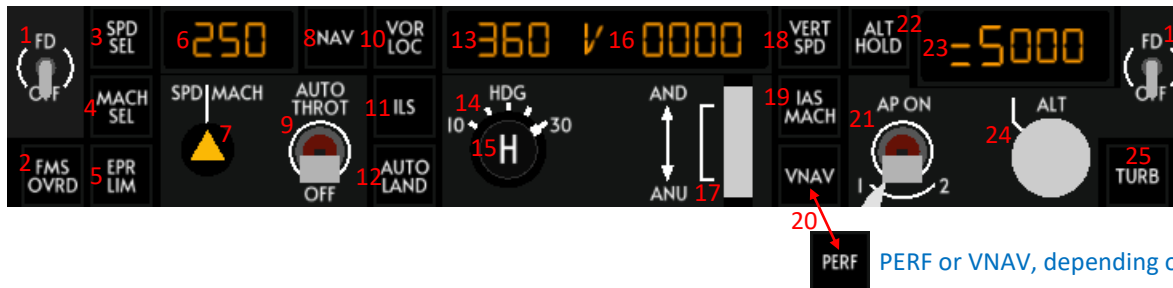 1 FD
OFF
2 FMS OVRD
3 SPD SEL
4 MACH SEL
5 EPR LIM
6 250
SPD MACH
7
8 NAV
AUTO THROT
9
OFF
10 VOR LOC
11 ILS
12 AUTO LAND
13 360
V 16 0000
14 HDG
10 30
15 H
AND
ANU 17
18 VERT SPD
19 IAS MACH
VNAV
20
PERF
PERF or VNAV, depending
ALT HOLD 22
21 AP ON
1 2
23 =5000
ALT
24
FD 1
OFF
25 TURB